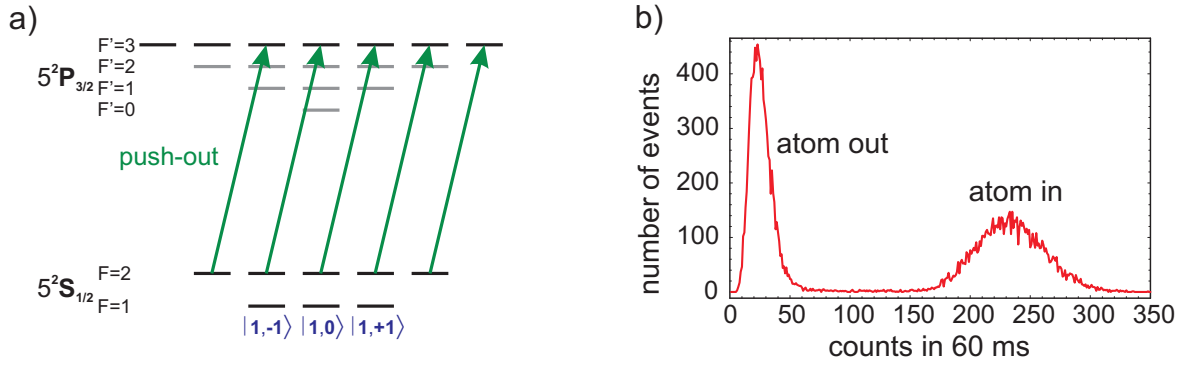 a)
F'=3
F'=2
5²P₃/₂ F'=1
F'=0
push-out
5²S₁/₂ F=2
F=1
|1,-1⟩ |1,0⟩ |1,+1⟩
b)
number of events
400
300
200
100
0
atom out
atom in
0 50 100 150 200 250 300 350
counts in 60 ms